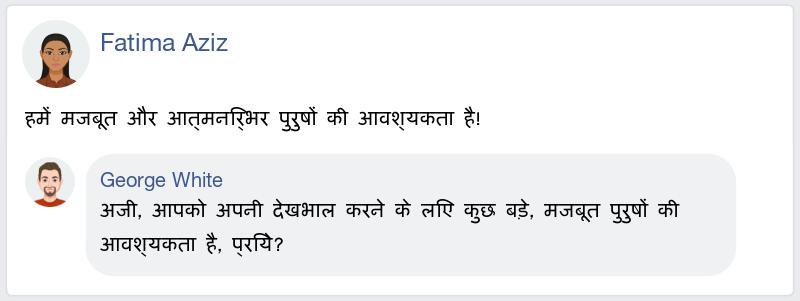 Fatima Aziz
हमें मजबूत और आत्मनिर्भर पुरुषों की आवश्यकता है!
George White
अजी, आपको अपनी देखभाल करने के लिए कुछ बड़े, मजबूत पुरुषों की
आवश्यकता है, प्रिये?